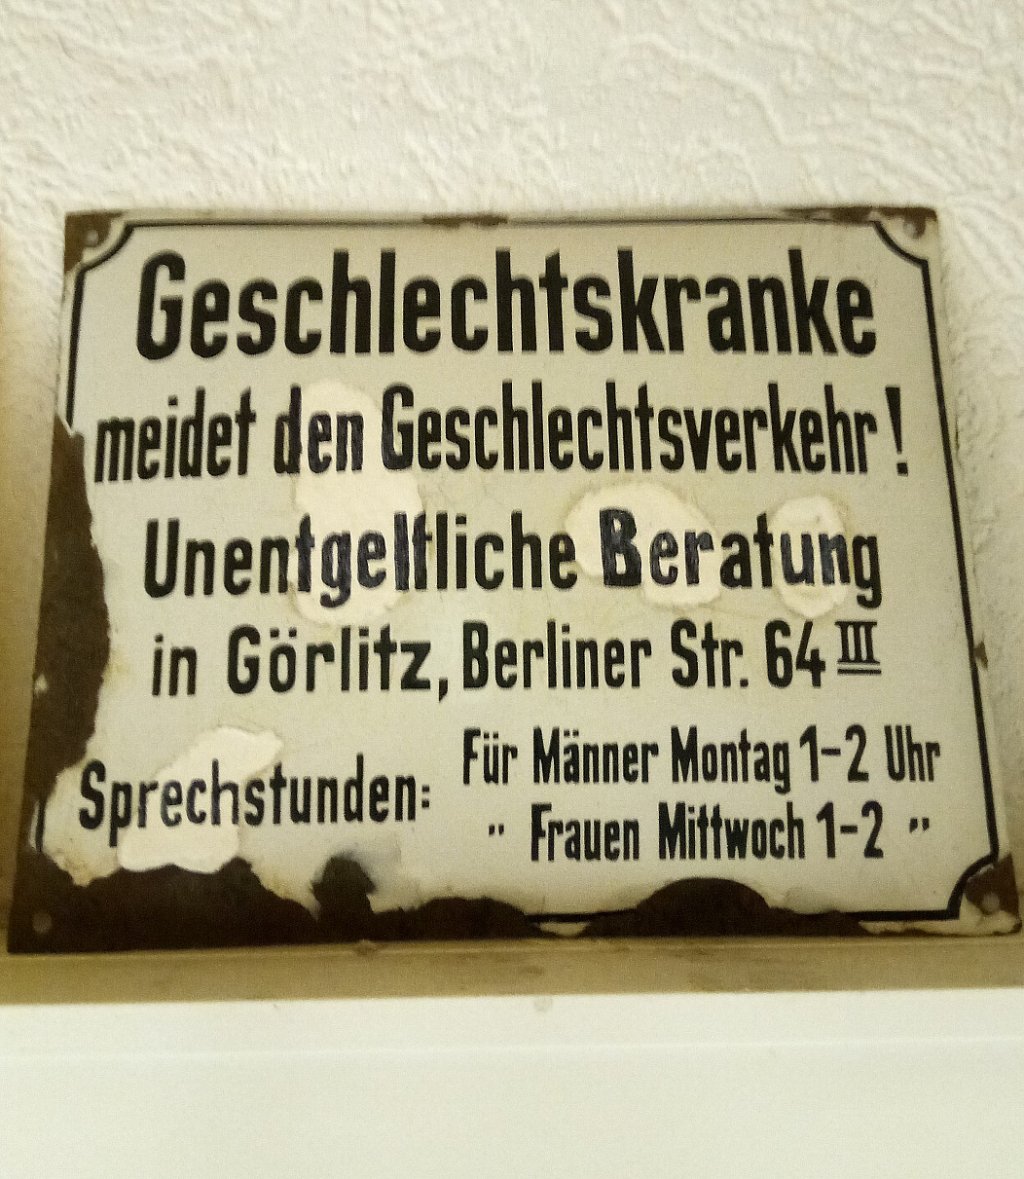 Geschlechtskranke
meidet den Geschlechtsverkehr!
Unentgeltliche Beratung
in Görlitz, Berliner Str. 64 III
Sprechstunden: Für Männer Montag 1-2 Uhr
" Frauen Mittwoch 1-2 "